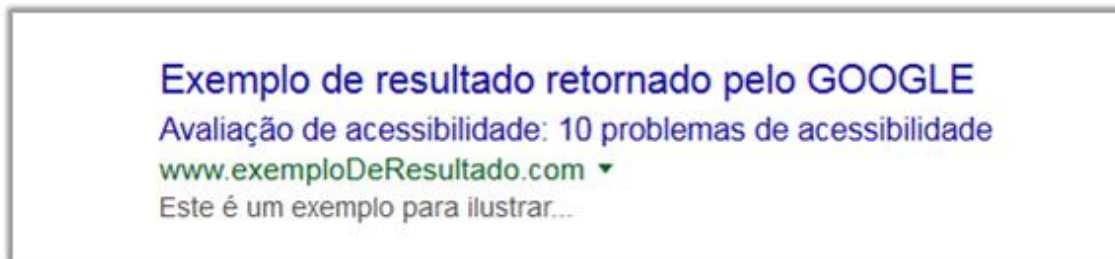 Exemplo de resultado retornado pelo GOOGLE
Avaliação de acessibilidade: 10 problemas de acessibilidade
www.exemploDeResultado.com
Este é um exemplo para ilustrar...